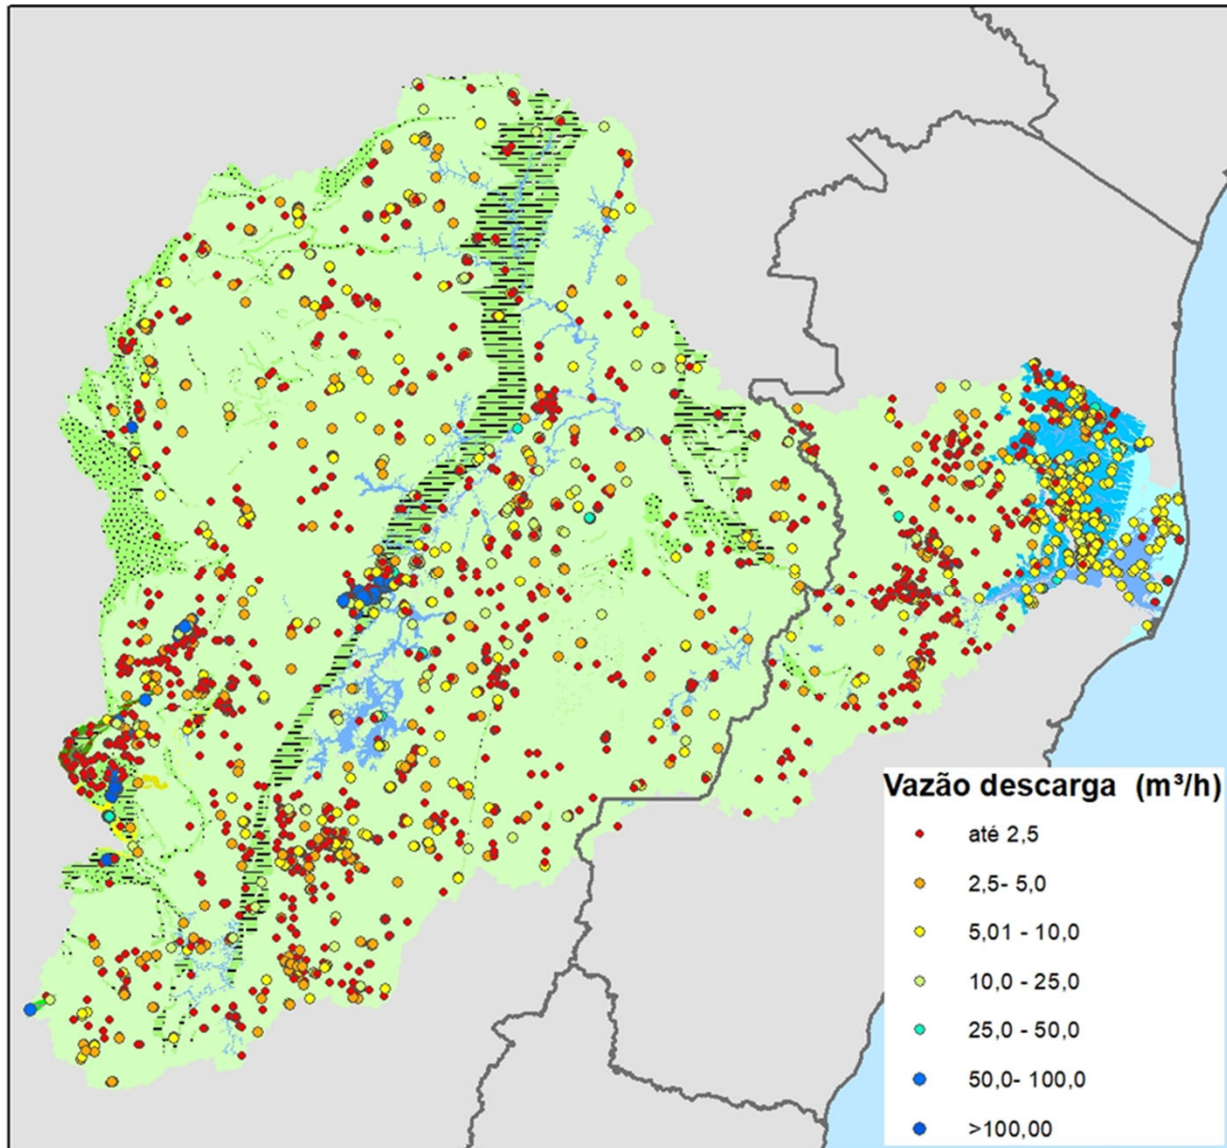 Vazão descarga (m³/h)
até 2,5
2,5- 5,0
5,01 - 10,0
10,0 - 25,0
25,0 - 50,0
50,0- 100,0
>100,00